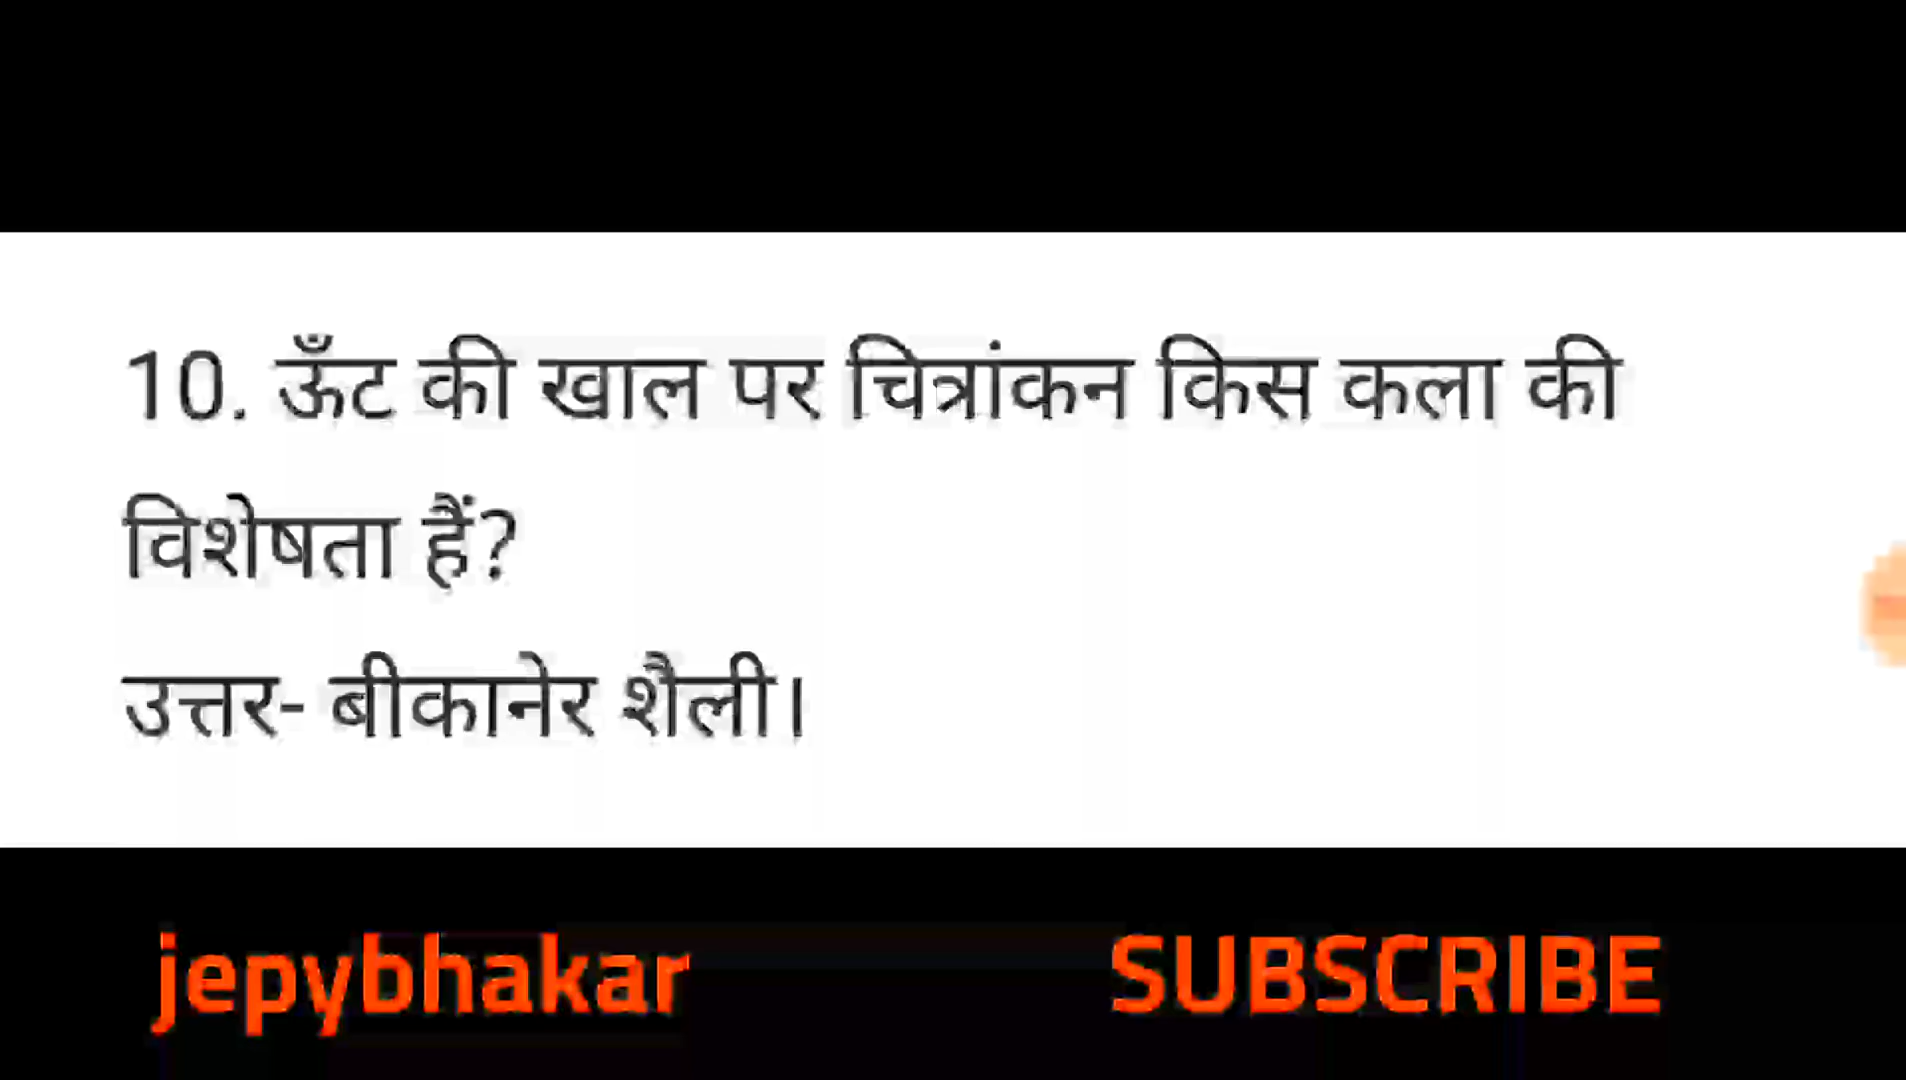 10. ऊँट की खाल पर चित्रांकन किस कला की
विशेषता हैं?
उत्तर- बीकानेर शैली।
jepybhakar SUBSCRIBE